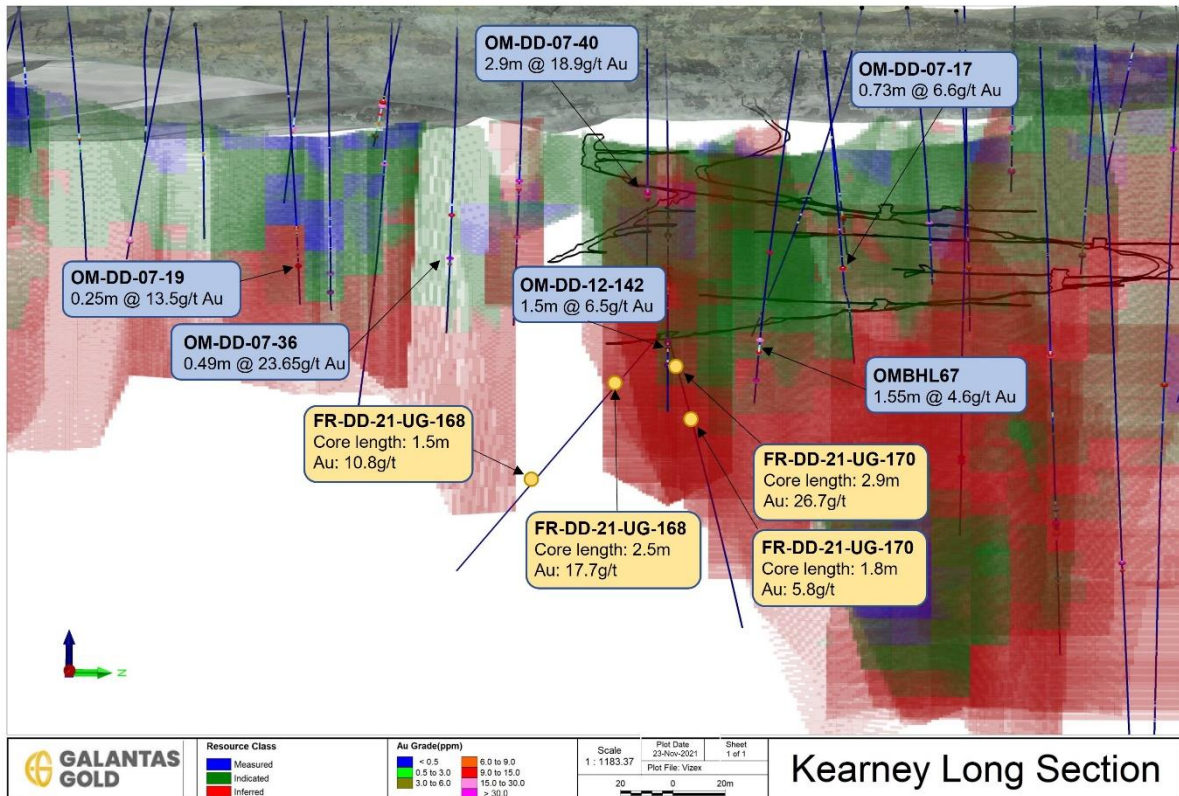 OM-DD-07-40
2.9m @ 18.9g/t Au
OM-DD-07-17
0.73m @ 6.6g/t Au
OM-DD-07-19
0.25m @ 13.5g/t Au
OM-DD-12-142
1.5m @ 6.5g/t Au
OM-DD-07-36
0.49m @ 23.65g/t Au
OMBHL67
1.55m @ 4.6g/t Au
FR-DD-21-UG-168
Core length: 1.5m
Au: 10.8g/t
FR-DD-21-UG-170
Core length: 2.9m
Au: 26.7g/t
FR-DD-21-UG-168
Core length: 2.5m
Au: 17.7g/t
FR-DD-21-UG-170
Core length: 1.8m
Au: 5.8g/t
N
GALANTAS
GOLD
Resource Class
Measured
Indicated
Inferred
Au Grade(ppm)
< 0.5
0.5 to 3.0
3.0 to 6.0
6.0 to 9.0
9.0 to 15.0
15.0 to 30.0
> 30.0
Scale
1 : 1183.37
Plot Date
23-Nov-2021
Sheet
1 of 1
Plot File: Vizex
20 0 20m
Kearney Long Section